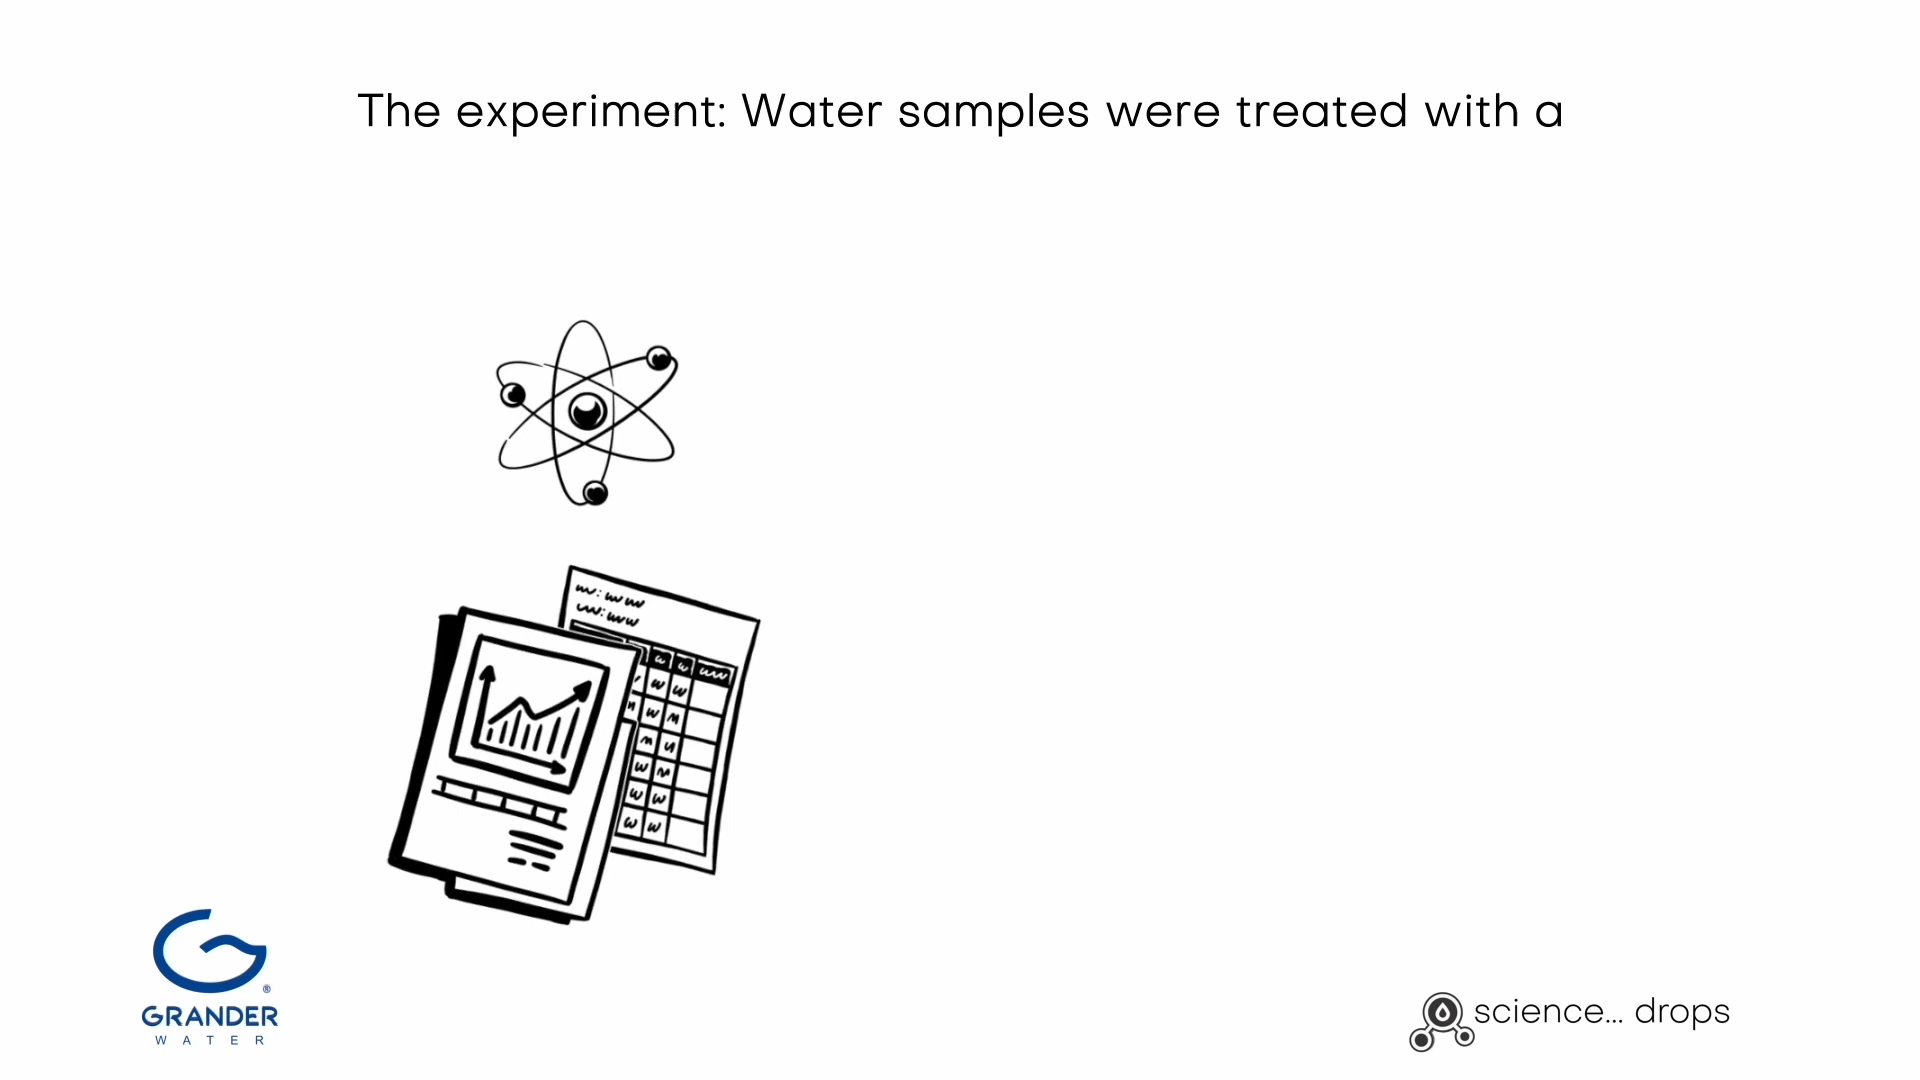 The experiment: Water samples were treated with a
®
GRANDER
WATER
science... drops